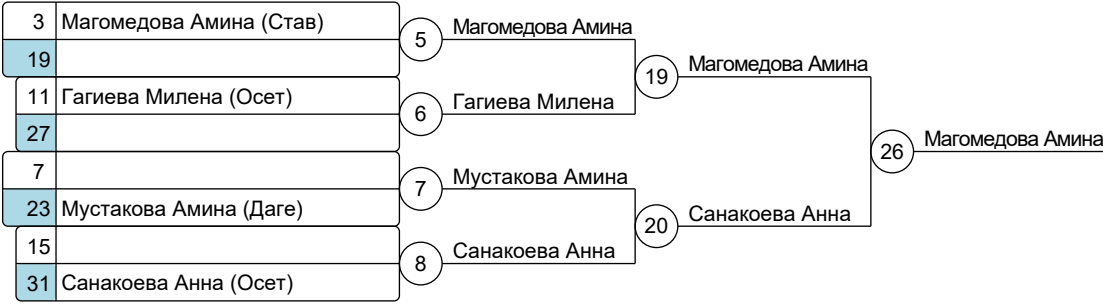 3 Магомедова Амина (Став)
19
11 Гагиева Милена (Осет)
27
7
23 Мустакова Амина (Даге)
15
31 Санакоева Анна (Осет)
5 Магомедова Амина
6 Гагиева Милена
7 Мустакова Амина
8 Санакоева Анна
19 Магомедова Амина
20 Санакоева Анна
26 Магомедова Амина